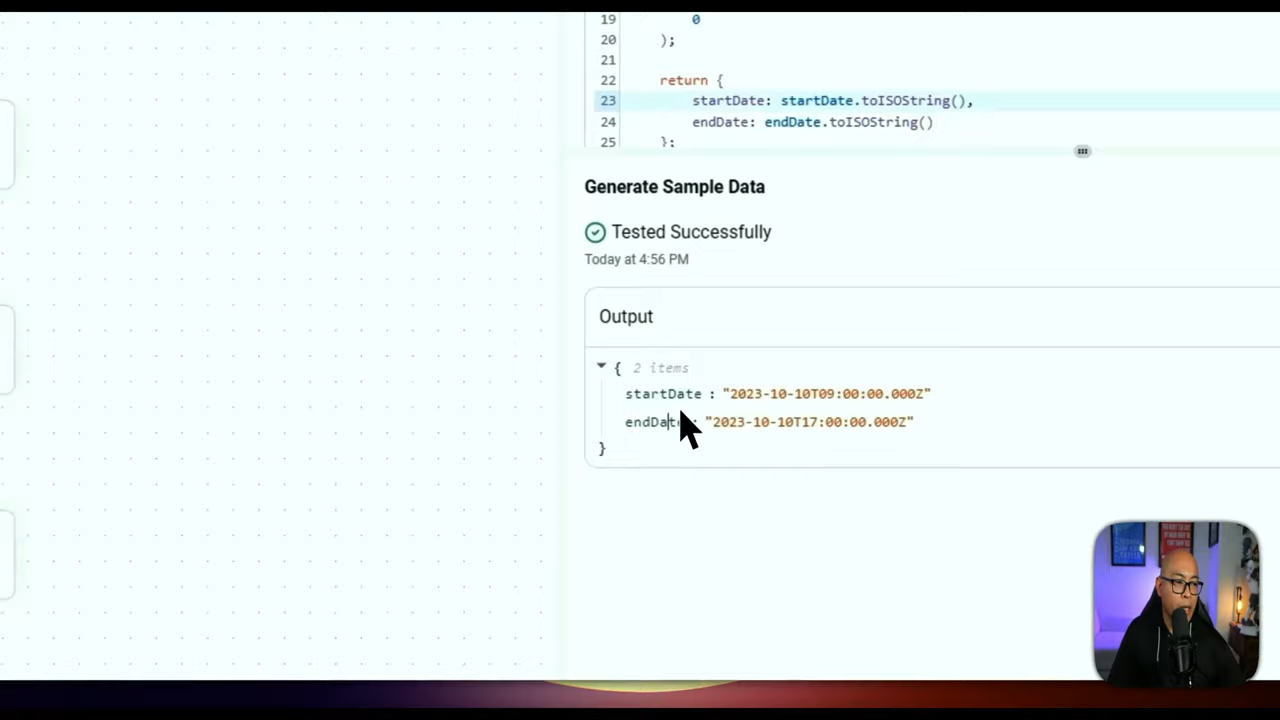 19 0
20 );
21
22 return {
23 startDate: startDate.toISOString(),
24 endDate: endDate.toISOString()
25 };
Generate Sample Data
Tested Successfully
Today at 4:56 PM
Output
{ 2 items
startDate : "2023-10-10T09:00:00.000Z"
endDate : "2023-10-10T17:00:00.000Z"
}